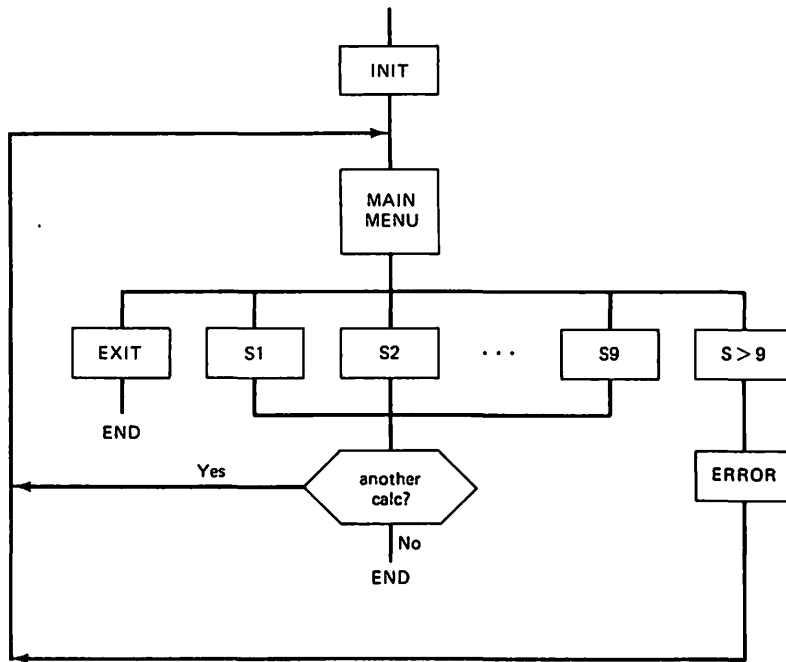 INIT
MAIN
MENU
EXIT
S1
S2
...
S9
S > 9
END
Yes
another
calc?
ERROR
No
END